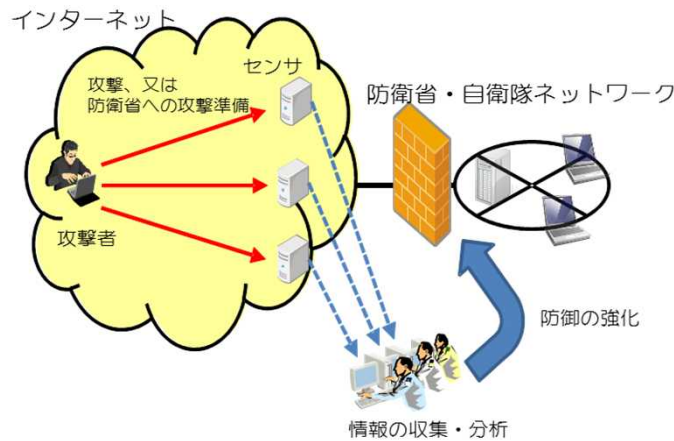 インターネット
センサ
攻撃、又は
防衛省への攻撃準備
防衛省・自衛隊ネットワーク
攻撃者
防御の強化
情報の収集・分析